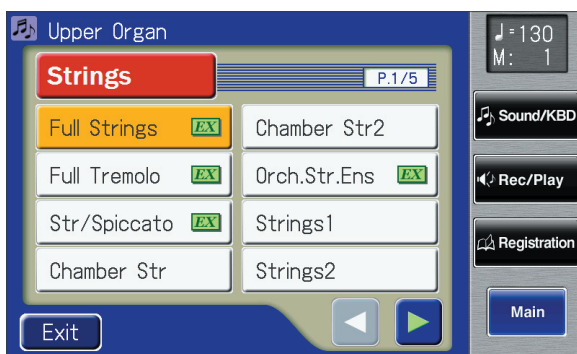 Upper Organ
Strings
P.1/5
Full Strings EX
Chamber Str2
Full Tremolo EX
Orch.Str.Ens EX
Str/Spiccato EX
Strings1
Chamber Str
Strings2
Exit
♩=130
M: 1
Sound/KBD
Rec/Play
Registration
Main